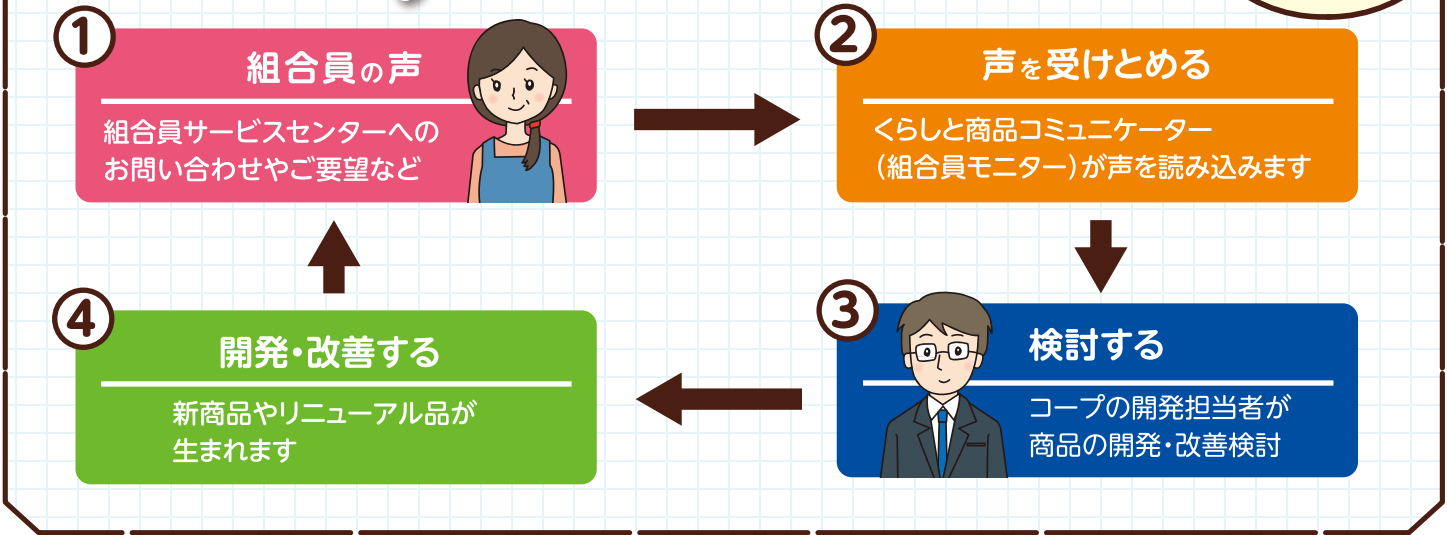 ①
組合員の声
組合員サービスセンターへの
お問い合わせやご要望など
②
声を受けとめる
くらしと商品コミュニケーター
（組合員モニター）が声を読み込みます
③
検討する
コープの開発担当者が
商品の開発・改善検討
④
開発・改善する
新商品やリニューアル品が
生まれます